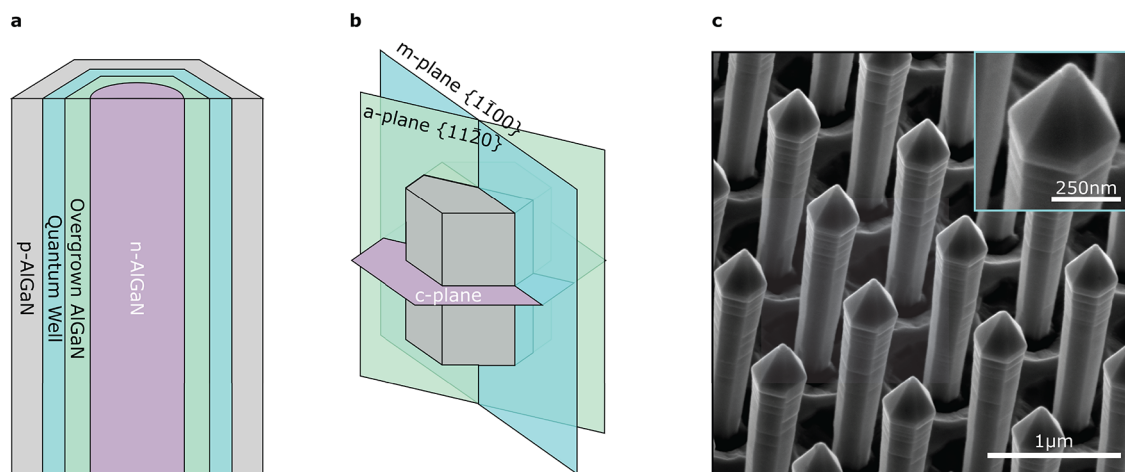 a
b
c
p-AlGaN
Quantum Well
Overgrown AlGaN
n-AlGaN
m-plane {11̄00}
a-plane {112̄0}
c-plane
250nm
1μm